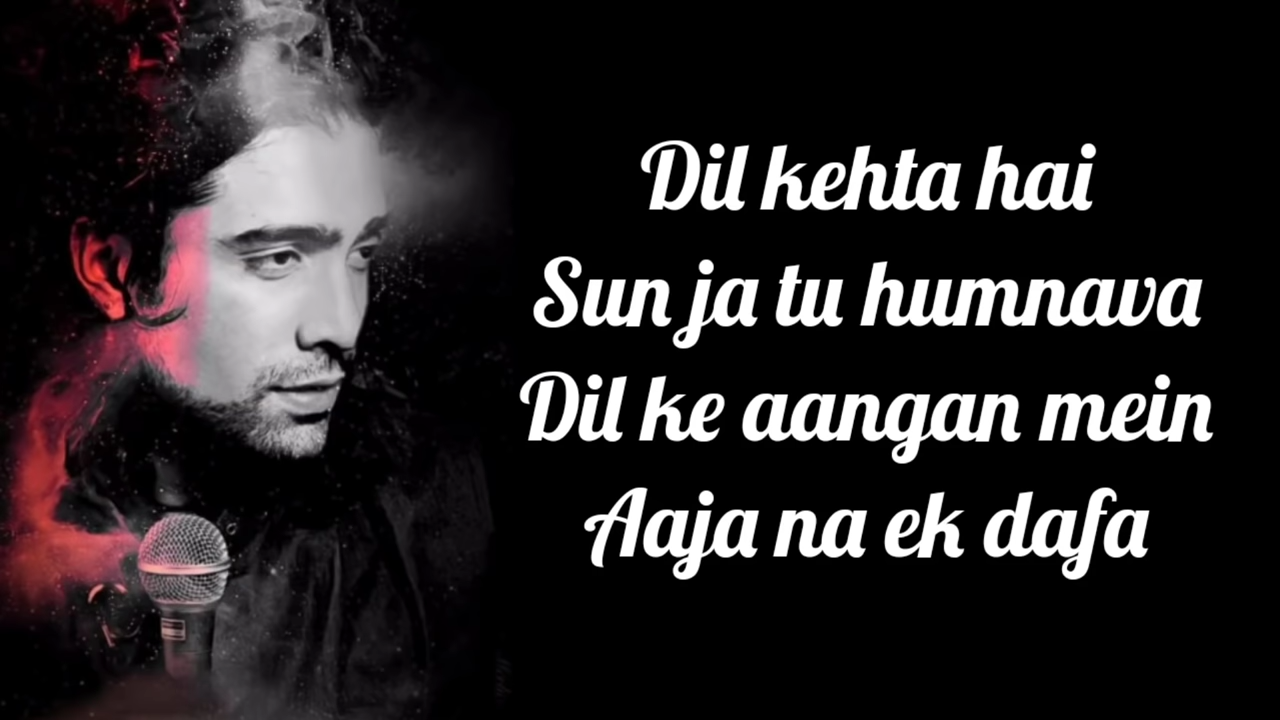 Dil kehta hai
Sun ja tu humnava
Dil ke aangan mein
Aaja na ek dafa